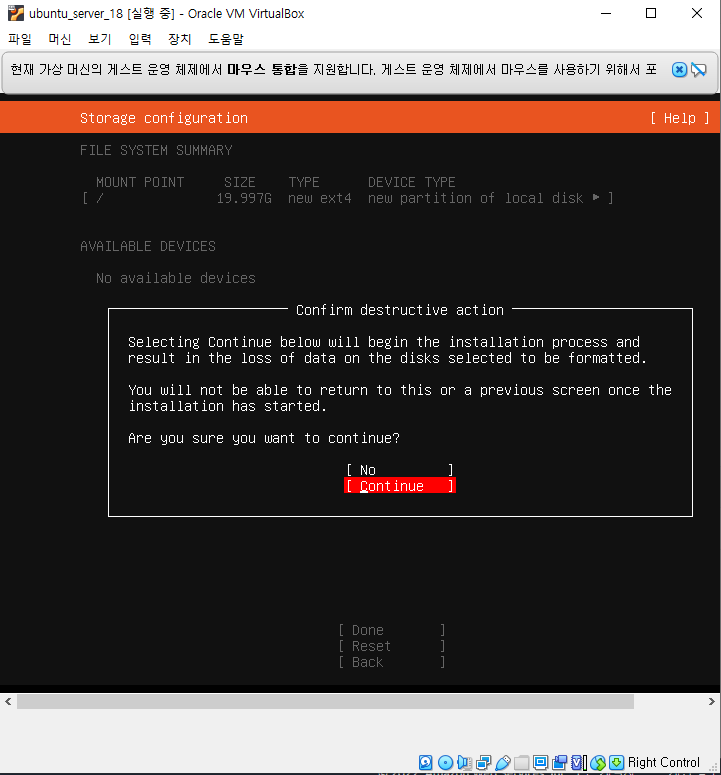 ubuntu_server_18 [실행 중] - Oracle VM VirtualBox
파일 머신 보기 입력 장치 도움말
현재 가상 머신의 게스트 운영 체제에서 마우스 통합을 지원합니다. 게스트 운영 체제에서 마우스를 사용하기 위해서 포
Storage configuration [ Help ]
FILE SYSTEM SUMMARY
MOUNT POINT SIZE TYPE DEVICE TYPE
[ / 19.997G new ext4 new partition of local disk ▸ ]
AVAILABLE DEVICES
No available devices
Confirm destructive action
Selecting Continue below will begin the installation process and
result in the loss of data on the disks selected to be formatted.
You will not be able to return to this or a previous screen once the
installation has started.
Are you sure you want to continue?
[ No ]
[ Continue ]
[ Done ]
[ Reset ]
[ Back ]
Right Control